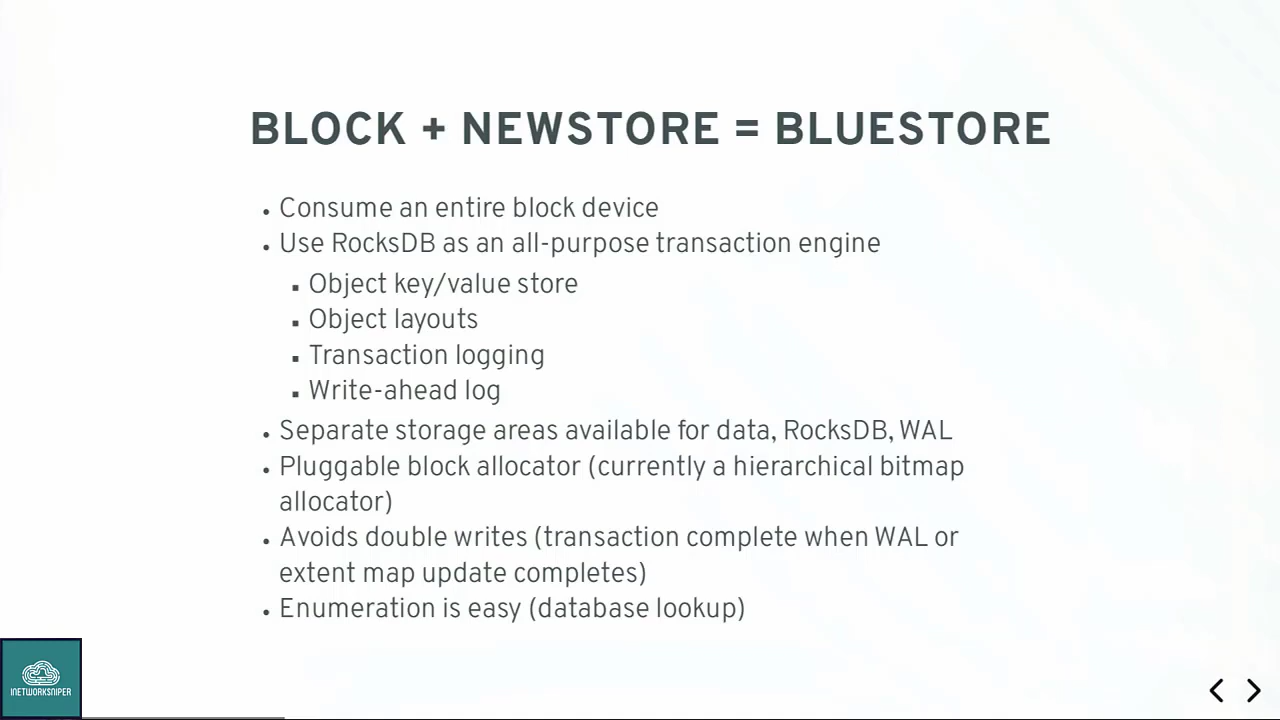 BLOCK + NEWSTORE = BLUESTORE
• Consume an entire block device
• Use RocksDB as an all-purpose transaction engine
▪ Object key/value store
▪ Object layouts
▪ Transaction logging
▪ Write-ahead log
• Separate storage areas available for data, RocksDB, WAL
• Pluggable block allocator (currently a hierarchical bitmap
allocator)
• Avoids double writes (transaction complete when WAL or
extent map update completes)
• Enumeration is easy (database lookup)
INETWORKSNIPER